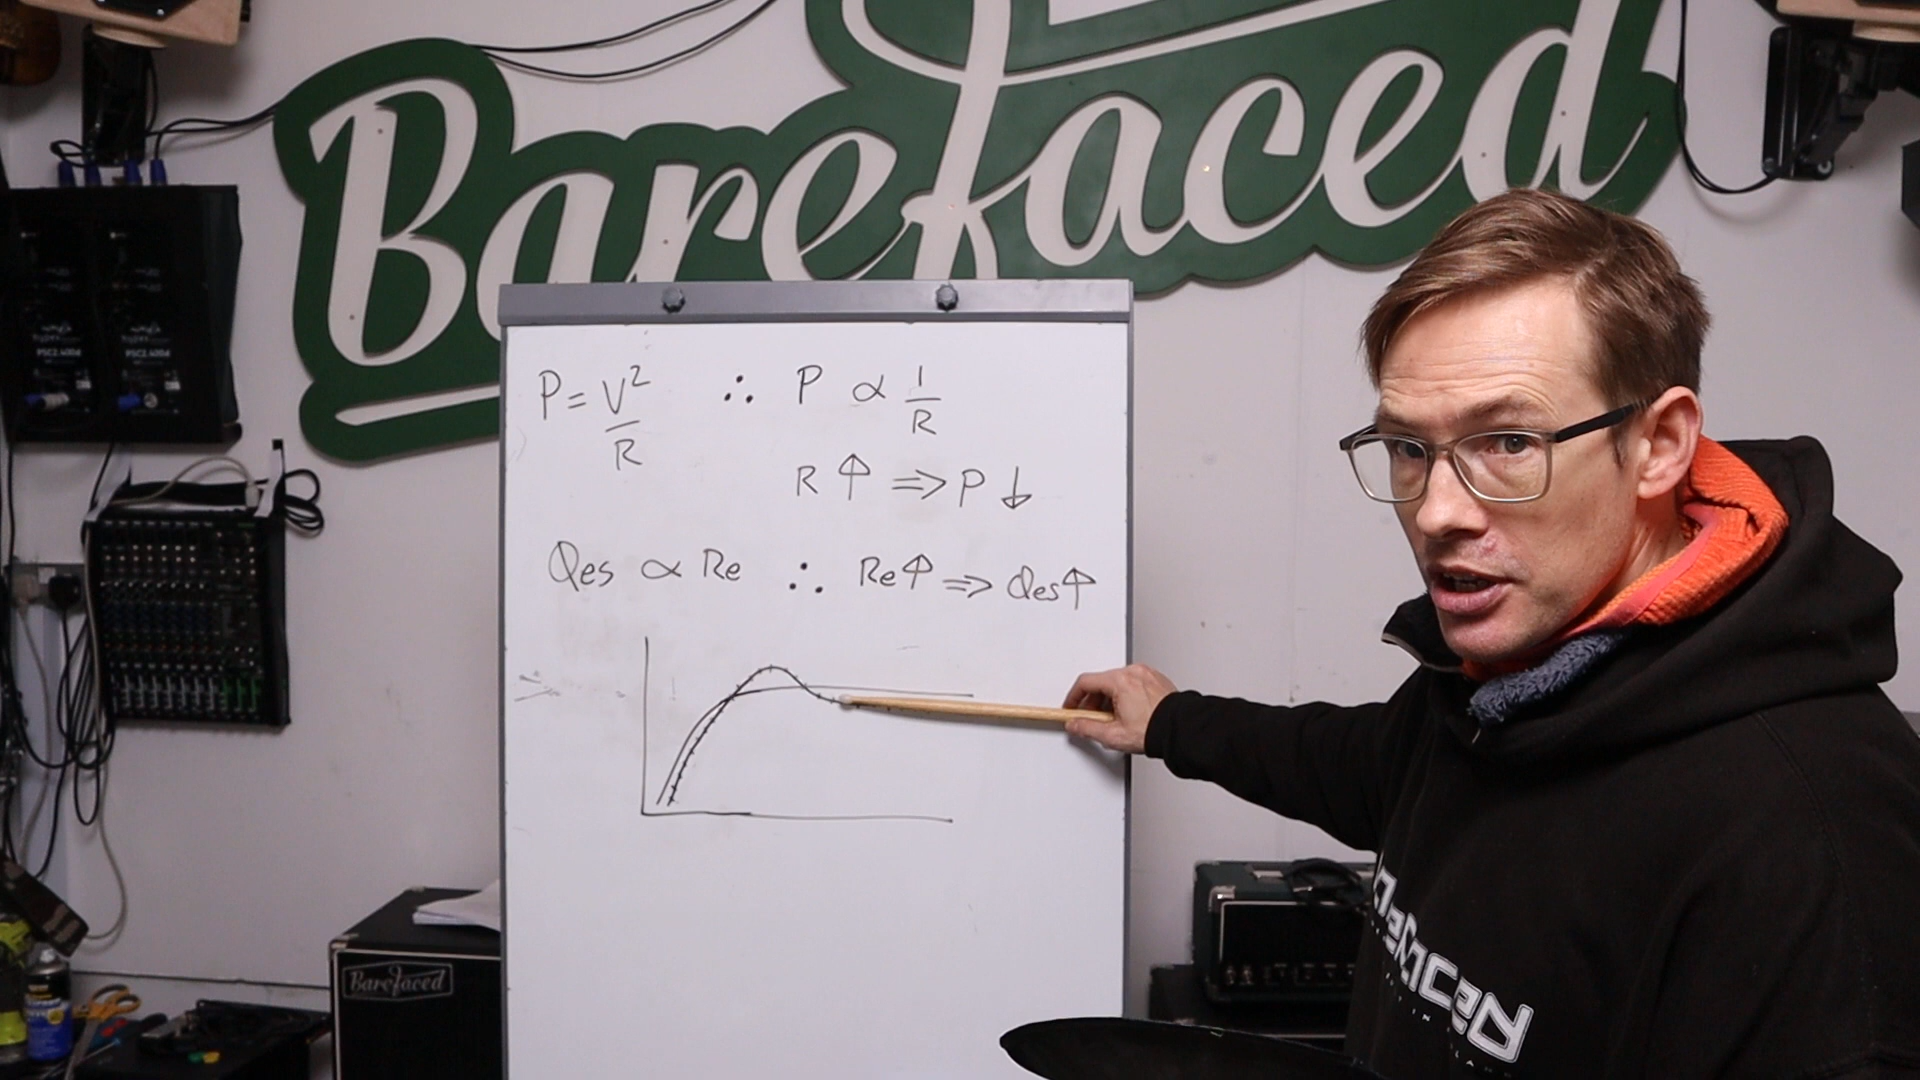 Barefaced
P = V² / R ∴ P ∝ 1 / R
R ↑ ⇒ P ↓
Qes ∝ Re ∴ Re ↑ ⇒ Qes ↑
Barefaced